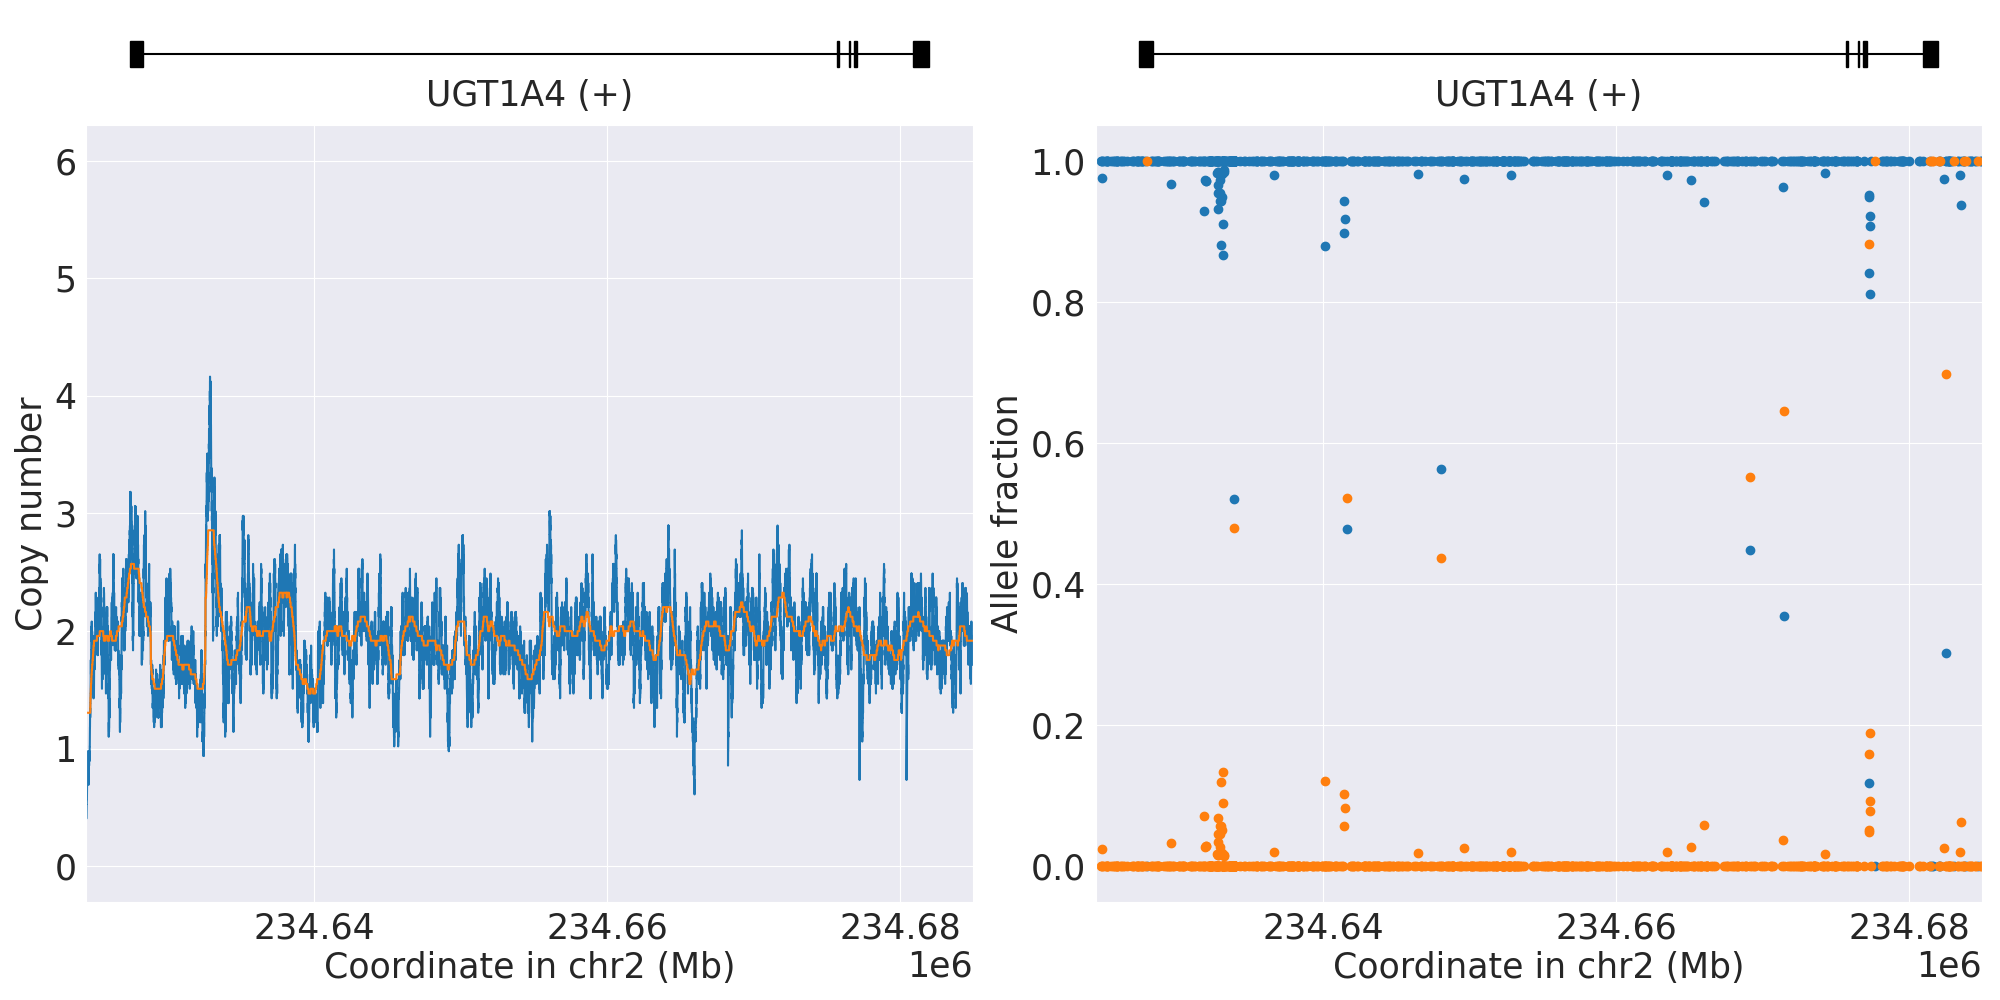 UGT1A4 (+)
6
5
4
3
2
1
0
Copy number
234.64 234.66 234.68
Coordinate in chr2 (Mb)
1e6
UGT1A4 (+)
1.0
0.8
0.6
0.4
0.2
0.0
Allele fraction
234.64 234.66 234.68
Coordinate in chr2 (Mb)
1e6